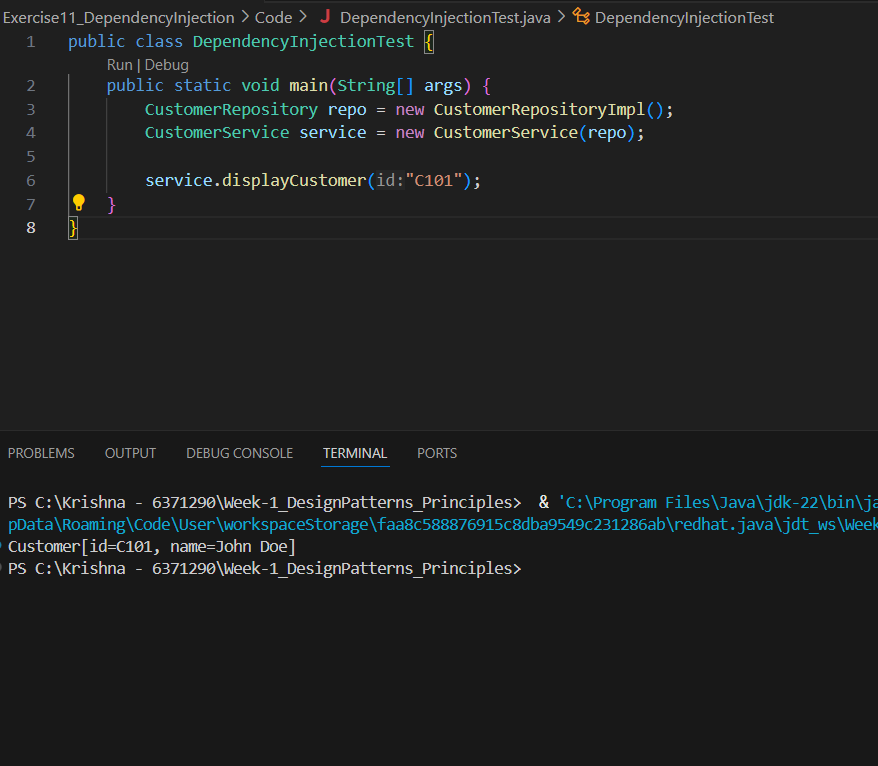 Exercise11_DependencyInjection > Code > J DependencyInjectionTest.java > DependencyInjectionTest
1 public class DependencyInjectionTest {
Run | Debug
2 public static void main(String[] args) {
3 CustomerRepository repo = new CustomerRepositoryImpl();
4 CustomerService service = new CustomerService(repo);
5
6 service.displayCustomer(id:"C101");
7 }
8 }
PROBLEMS OUTPUT DEBUG CONSOLE TERMINAL PORTS
PS C:\Krishna - 6371290\Week-1_DesignPatterns_Principles> & 'C:\Program Files\Java\jdk-22\bin\ja
pData\Roaming\Code\User\workspaceStorage\faa8c588876915c8dba9549c231286ab\redhat.java\jdt_ws\Week
Customer[id=C101, name=John Doe]
PS C:\Krishna - 6371290\Week-1_DesignPatterns_Principles>